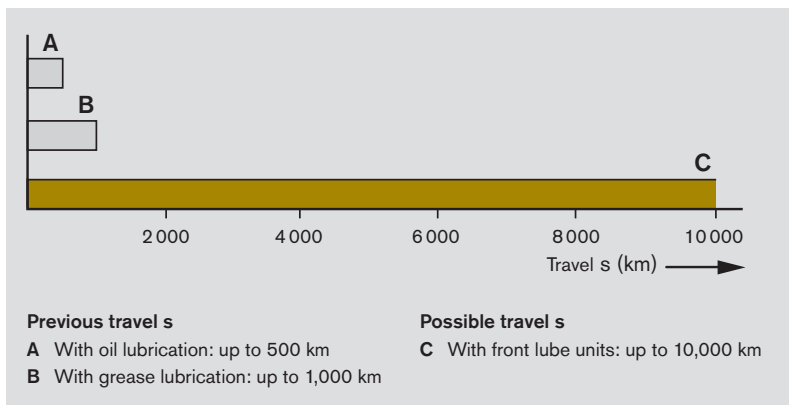 A
B
C
2 000 4 000 6 000 8 000 10 000
Travel s (km)
Previous travel s
A With oil lubrication: up to 500 km
B With grease lubrication: up to 1,000 km
Possible travel s
C With front lube units: up to 10,000 km